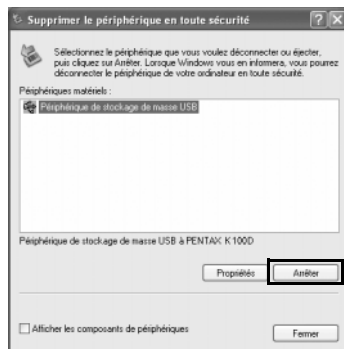 Supprimer le périphérique en toute sécurité
Sélectionnez le périphérique que vous voulez déconnecter ou éjecter,
puis cliquez sur Arrêter. Lorsque Windows vous en informera, vous pourrez
déconnecter le périphérique de votre ordinateur en toute sécurité.
Périphériques matériels :
Périphérique de stockage de masse USB
Périphérique de stockage de masse USB à PENTAX K100D
Propriétés
Arrêter
Afficher les composants de périphériques
Fermer